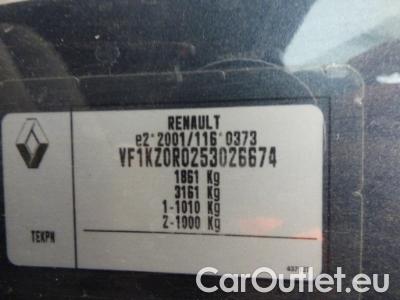 RENAULT
e2*2001/116*0373
VF1KZ0R0253026674
1861 Kg
3161 Kg
1-1010 Kg
2-1000 Kg
TEKPN
CarOutlet.eu